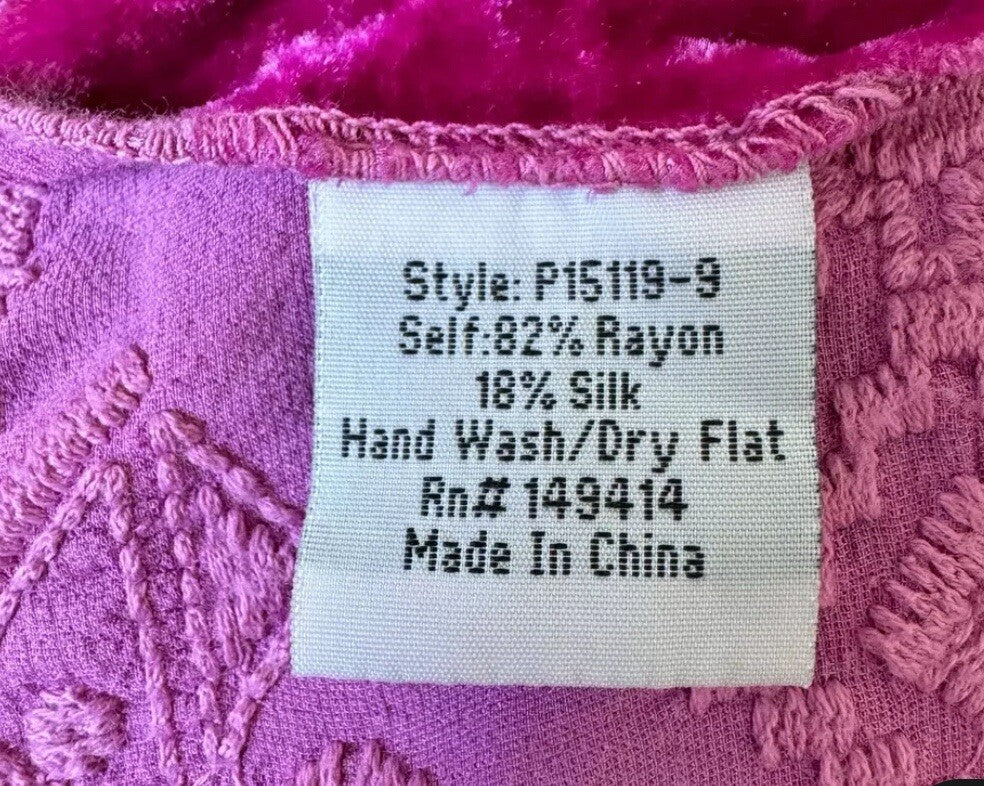 Style: P15119-9
Self:82% Rayon
18% Silk
Hand Wash/Dry Flat
Rn# 149414
Made In China